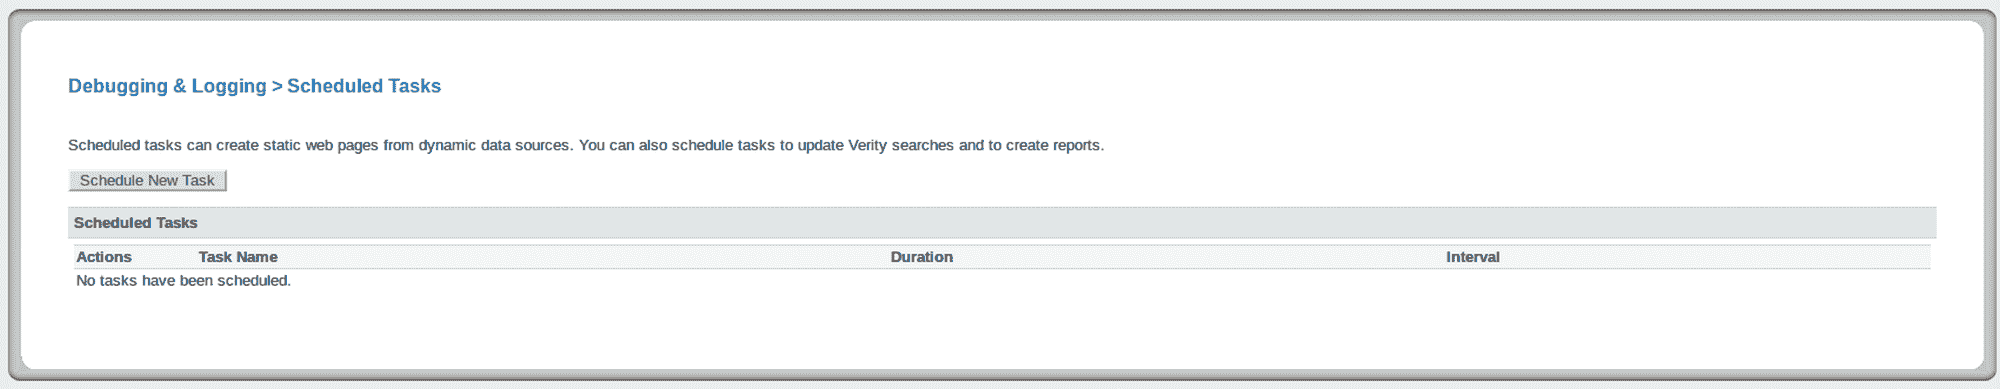 Debugging & Logging > Scheduled Tasks
Scheduled tasks can create static web pages from dynamic data sources. You can also schedule tasks to update Verity searches and to create reports.
Schedule New Task
Scheduled Tasks
Actions Task Name Duration Interval
No tasks have been scheduled.